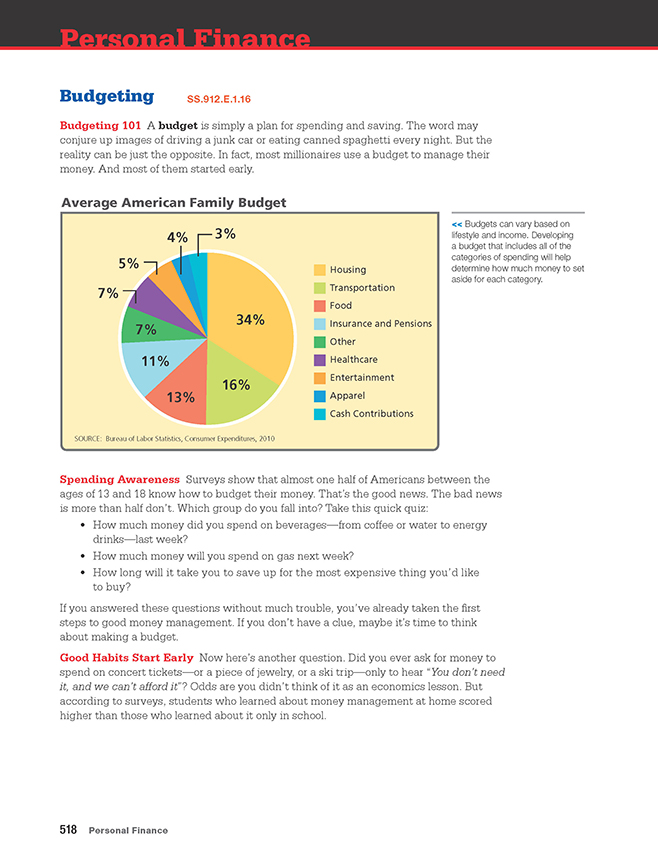 Personal Finance
Budgeting SS.912.E.1.16
Budgeting 101 A budget is simply a plan for spending and saving. The word may
conjure up images of driving a junk car or eating canned spaghetti every night. But the
reality can be just the opposite. In fact, most millionaires use a budget to manage their
money. And most of them started early.
Average American Family Budget
4%
3%
5%
7%
7%
34%
11%
16%
13%
Housing
Transportation
Food
Insurance and Pensions
Other
Healthcare
Entertainment
Apparel
Cash Contributions
SOURCE: Bureau of Labor Statistics, Consumer Expenditures, 2010
<< Budgets can vary based on
lifestyle and income. Developing
a budget that includes all of the
categories of spending will help
determine how much money to set
aside for each category.
Spending Awareness Surveys show that almost one half of Americans between the
ages of 13 and 18 know how to budget their money. That's the good news. The bad news
is more than half don't. Which group do you fall into? Take this quick quiz:
• How much money did you spend on beverages—from coffee or water to energy
drinks—last week?
• How much money will you spend on gas next week?
• How long will it take you to save up for the most expensive thing you'd like
to buy?
If you answered these questions without much trouble, you've already taken the first
steps to good money management. If you don't have a clue, maybe it's time to think
about making a budget.
Good Habits Start Early Now here's another question. Did you ever ask for money to
spend on concert tickets—or a piece of jewelry, or a ski trip—only to hear "You don't need
it, and we can't afford it"? Odds are you didn't think of it as an economics lesson. But
according to surveys, students who learned about money management at home scored
higher than those who learned about it only in school.
518 Personal Finance